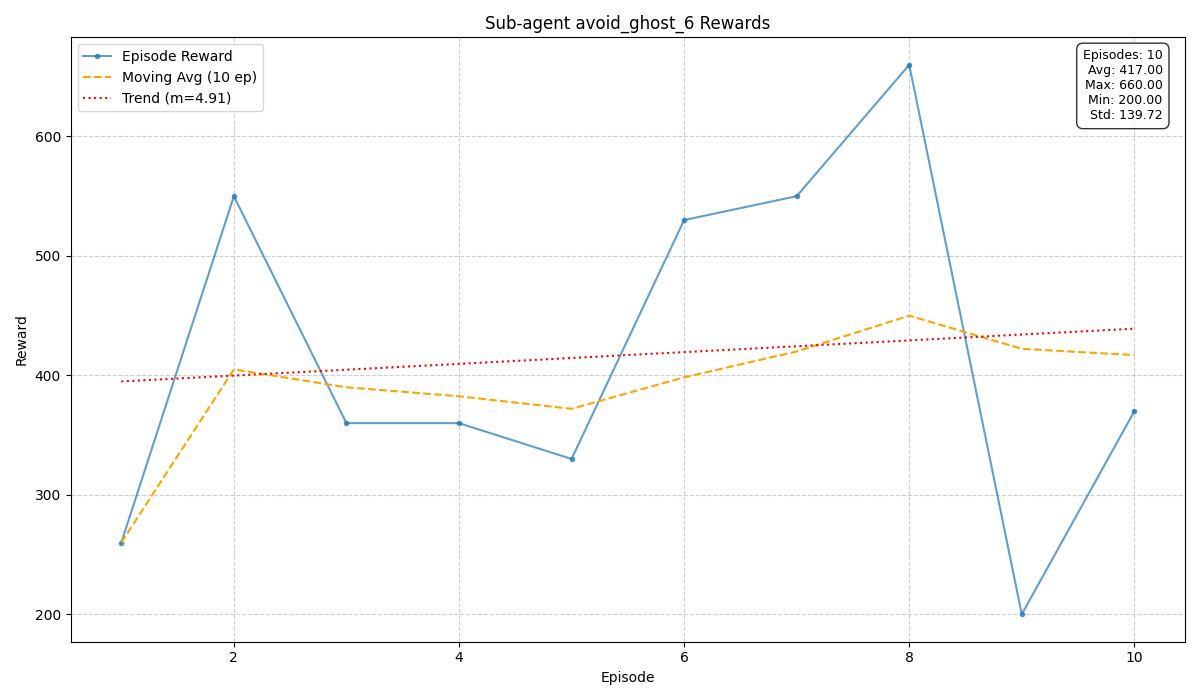 Sub-agent avoid_ghost_6 Rewards
Episode Reward
Moving Avg (10 ep)
Trend (m=4.91)
Episodes: 10
Avg: 417.00
Max: 660.00
Min: 200.00
Std: 139.72
Reward
600
500
400
300
200
2
4
6
8
10
Episode